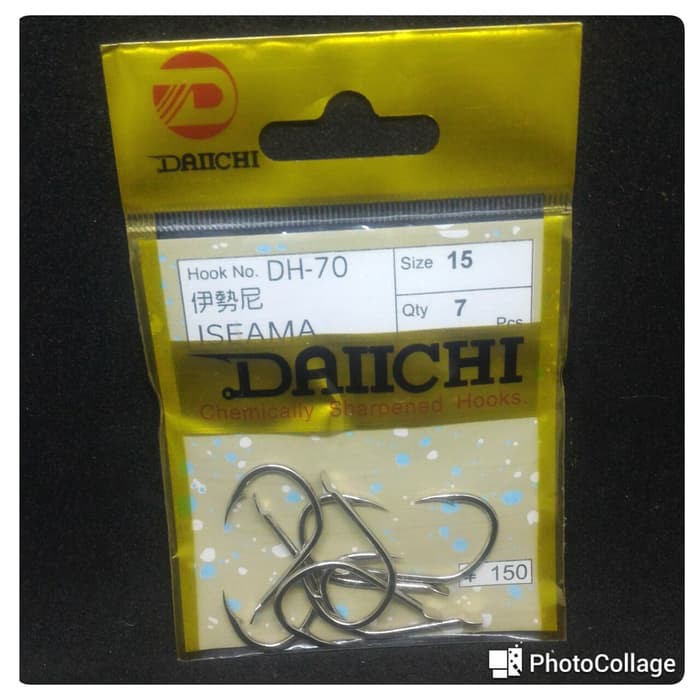 DAIICHI
Hook No. DH-70
伊勢尼
ISEAMA
Size 15
Qty 7
Pcs
DAIICHI
Chemically Sharpened Hooks.
¥ 150
PhotoCollage